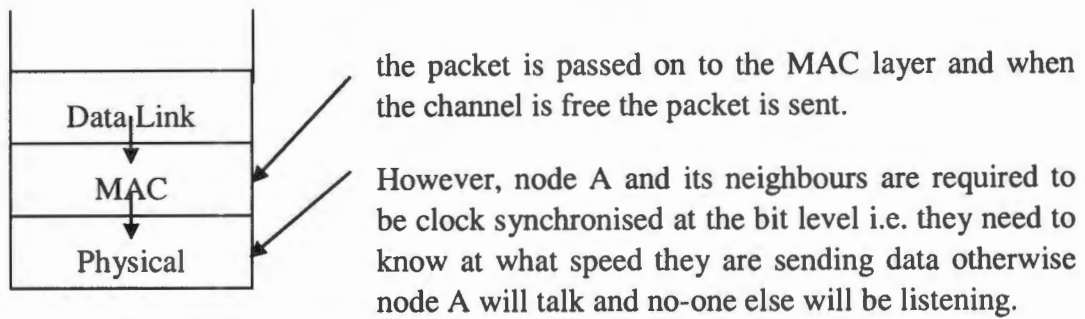 the packet is passed on to the MAC layer and when
the channel is free the packet is sent.
Data Link
MAC
However, node A and its neighbours are required to
be clock synchronised at the bit level i.e. they need to
know at what speed they are sending data otherwise
node A will talk and no-one else will be listening.
Physical